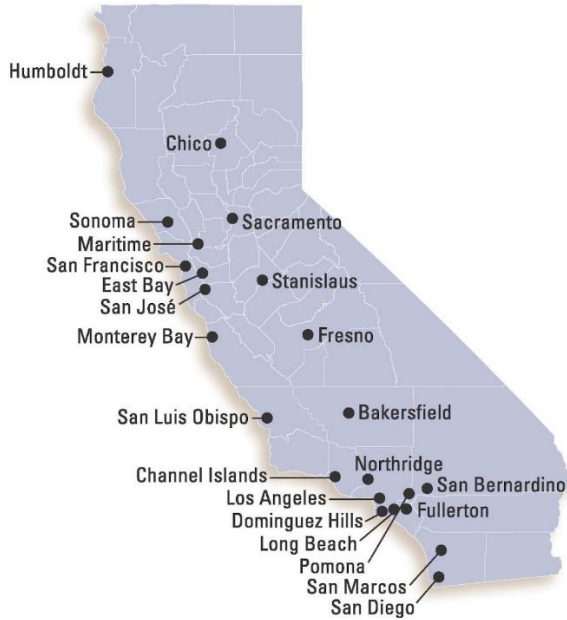 Humboldt
Chico
Sonoma
Sacramento
Maritime
San Francisco
East Bay
Stanislaus
San José
Monterey Bay
Fresno
San Luis Obispo
Bakersfield
Northridge
Channel Islands
San Bernardino
Los Angeles
Fullerton
Dominguez Hills
Long Beach
Pomona
San Marcos
San Diego